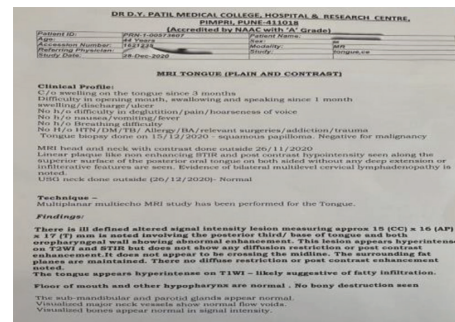 DR D.Y. PATIL MEDICAL COLLEGE, HOSPITAL & RESEARCH CENTRE,
PIMPRI, PUNE-411018
(Accredited by NAAC with 'A' Grade)
Patient ID: PRN-1-00573607 Patient Name:
Age: 44 Years Sex: M
Accession Number: 1621235 Modality: MR
Referring Physician: Study: tongue,ce
Study Date: 28-Dec-2020
MRI TONGUE (PLAIN AND CONTRAST)
Clinical Profile:
C/o swelling on the tongue since 3 months
Difficulty in opening mouth, swallowing and speaking since 1 month
swelling/discharge/ulcer
No h/o difficulty in deglutition/pain/hoarseness of voice
No h/o nausea/vomiting/fever
No h/o Breathing difficulty
No H/o HTN/DM/TB/ Allergy/BA/relevant surgeries/addiction/trauma
Tongue biopsy done on 15/12/2020 - squamous papilloma. Negative for malignancy
MRI head and neck with contrast done outside 26/11/2020
Linear plaque like non enhancing STIR and post contrast hypointensity seen along the
superior surface of the posterior oral tongue on both sided without any deep extension or
infilterative features are seen. Evidence of bilateral multilevel cervical lymphadenopathy is
noted.
USG neck done outside (26/12/2020)- Normal
Technique –
Multiplanar multiecho MRI study has been performed for the Tongue.
Findings:
There is ill defined altered signal intensity lesion measuring approx 15 (CC) x 16 (AP)
x 17 (T) mm is noted involving the posterior third/ base of tongue and both
oropharyngeal wall showing abnormal enhancement. This lesion appears hyperintense
on T2WI and STIR but does not show any diffusion restriction or post contrast
enhancement.It does not appear to be crossing the midline. The surrounding fat
planes are maintained. There no diffuse restriction or post contrast enhancement
noted.
The tongue appears hyperintense on T1WI – likely suggestive of fatty infiltration.
Floor of mouth and other hypopharynx are normal . No bony destruction seen
The sub-mandibular and parotid glands appear normal.
Visualized major neck vessels show normal flow voids.
Visualized bones appear normal in signal intensity.